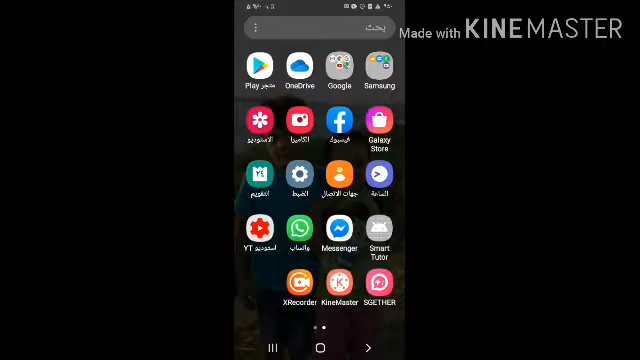 Made with KINEMASTER
بحث
Samsung
Google
OneDrive
متجر Play
Galaxy
Store
فيسبوك
الكاميرا
الاستوديو
الساعة
جهات الاتصال
الضبط
التقويم
٢٤
Smart
Tutor
Messenger
واتساب
استوديو YT
SGETHER
KineMaster
XRecorder